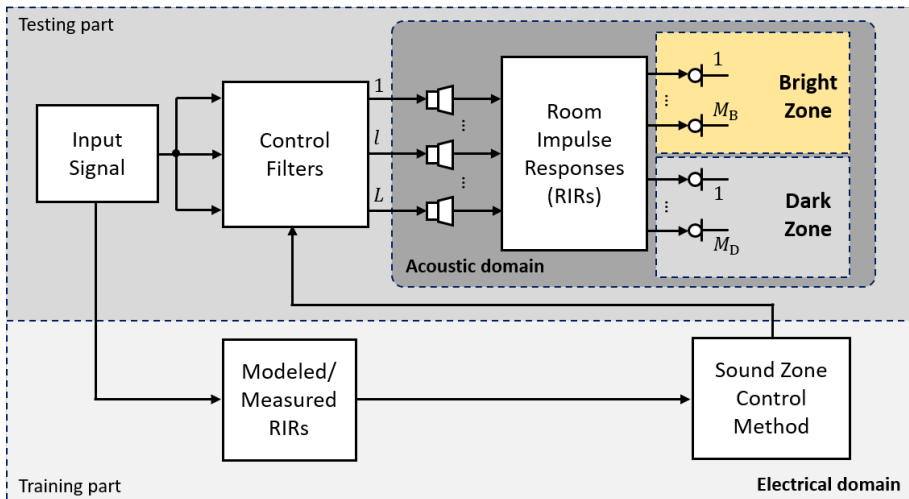 Testing part
Input
Signal
Control
Filters
1
⋮
l
⋮
L
Room
Impulse
Responses
(RIRs)
Acoustic domain
1
⋮
M_B
Bright
Zone
1
⋮
M_D
Dark
Zone
Modeled/
Measured
RIRs
Sound Zone
Control
Method
Training part
Electrical domain